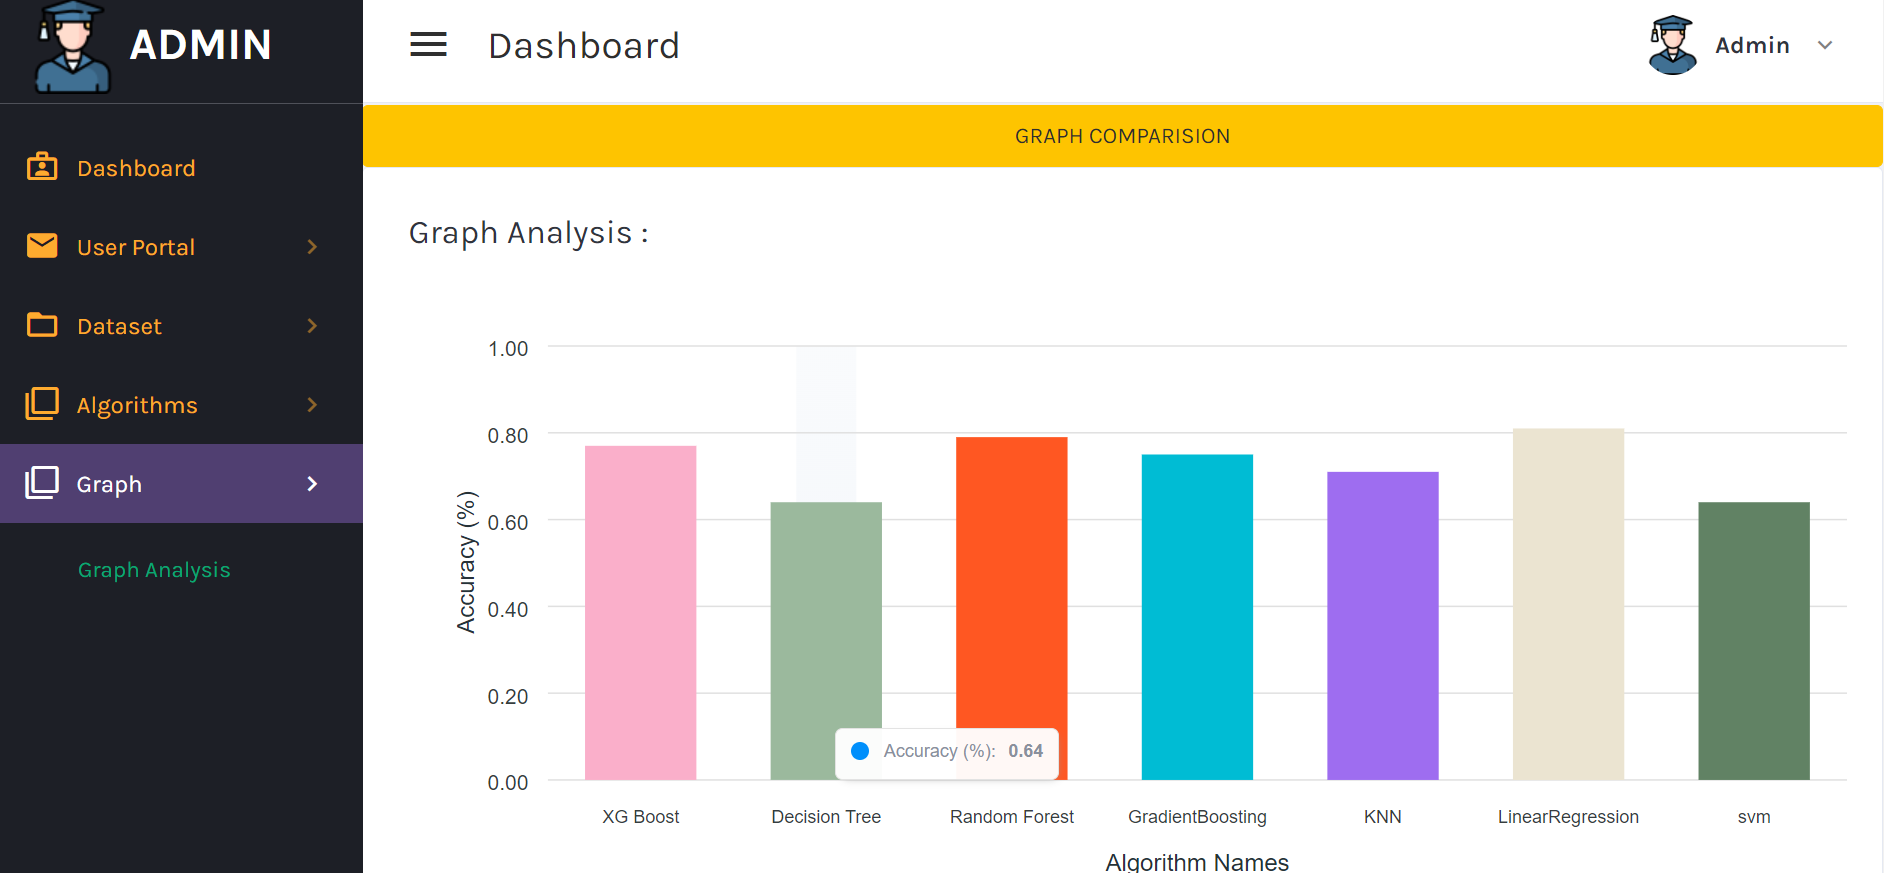 ADMIN
Dashboard
User Portal
Dataset
Algorithms
Graph
Graph Analysis
Dashboard
Admin
GRAPH COMPARISION
Graph Analysis :
Accuracy (%)
1.00
0.80
0.60
0.40
0.20
0.00
Accuracy (%): 0.64
XG Boost
Decision Tree
Random Forest
GradientBoosting
KNN
LinearRegression
svm
Algorithm Names